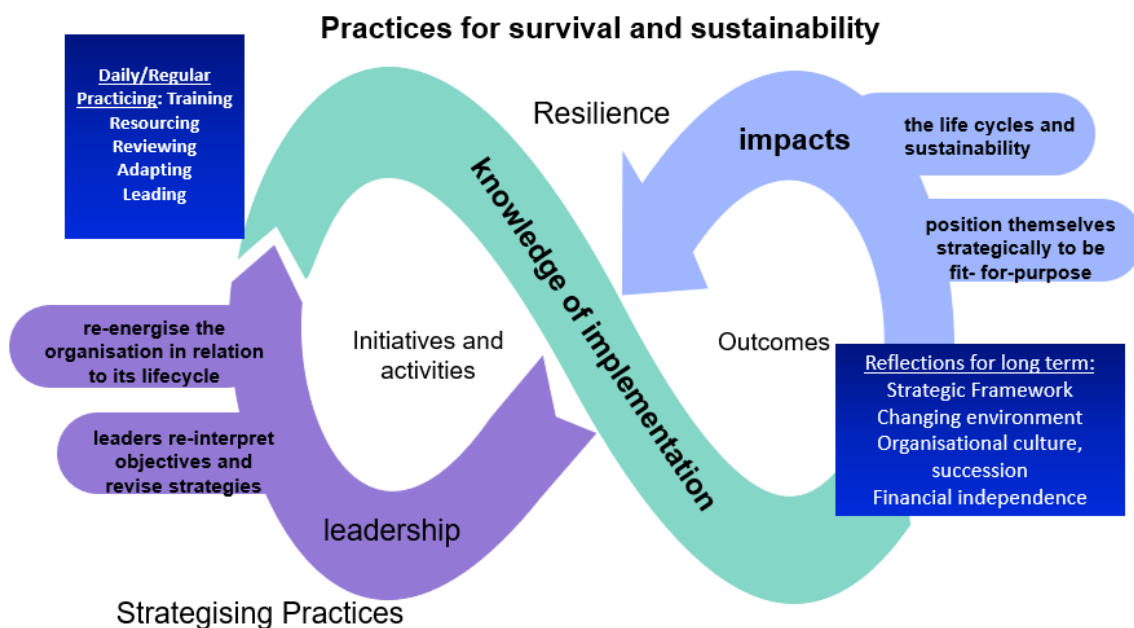 Practices for survival and sustainability
Daily/Regular
Practicing: Training
Resourcing
Reviewing
Adapting
Leading
Resilience
impacts
the life cycles and
sustainability
position themselves
strategically to be
fit- for-purpose
knowledge of implementation
re-energise the
organisation in relation
to its lifecycle
Initiatives and
activities
Outcomes
Reflections for long term:
Strategic Framework
Changing environment
Organisational culture,
succession
Financial independence
leaders re-interpret
objectives and
revise strategies
leadership
Strategising Practices